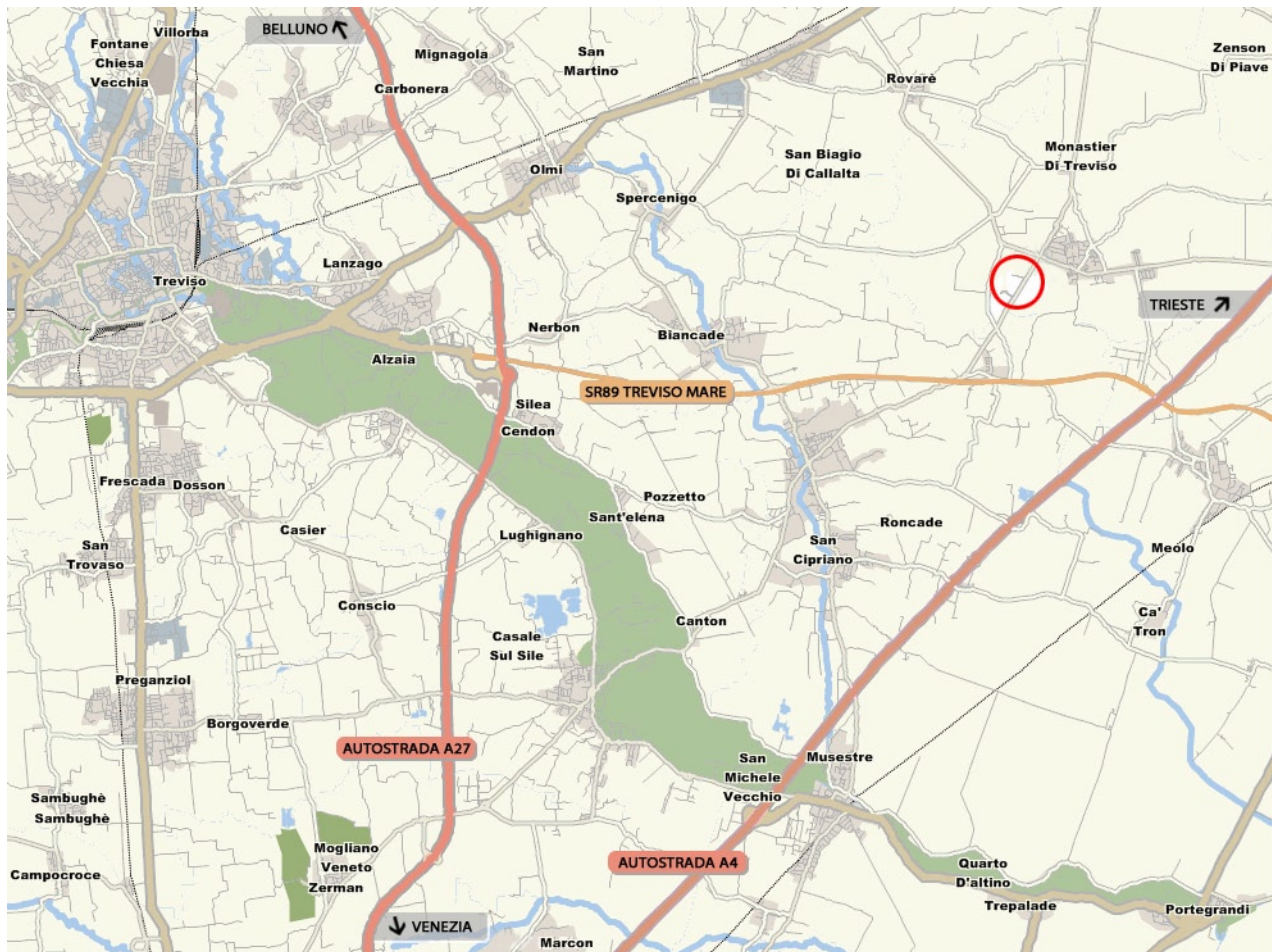 BELLUNO
Villorba
Fontane
Chiesa
Vecchia
Mignagola
San
Martino
Carbonera
Rovarè
Zenson
Di Piave
Monastier
Di Treviso
San Biagio
Di Callalta
Olmi
Spercenigo
Lanzago
Treviso
TRIESTE
Nerbon
Biancade
Alzaia
SR89 TREVISO MARE
Silea
Cendon
Frescada
Dosson
Pozzetto
Sant'elena
Casier
Lughignano
Roncade
San
Cipriano
San
Trovaso
Meolo
Conscio
Ca'
Tron
Canton
Casale
Sul Sile
Preganziol
Borgoverde
AUTOSTRADA A27
San
Michele
Vecchio
Musestre
Sambughè
Sambughè
Mogliano
Veneto
Zerman
Campocroce
AUTOSTRADA A4
Quarto
D'altino
Trepalade
Portegrandi
VENEZIA
Marcon